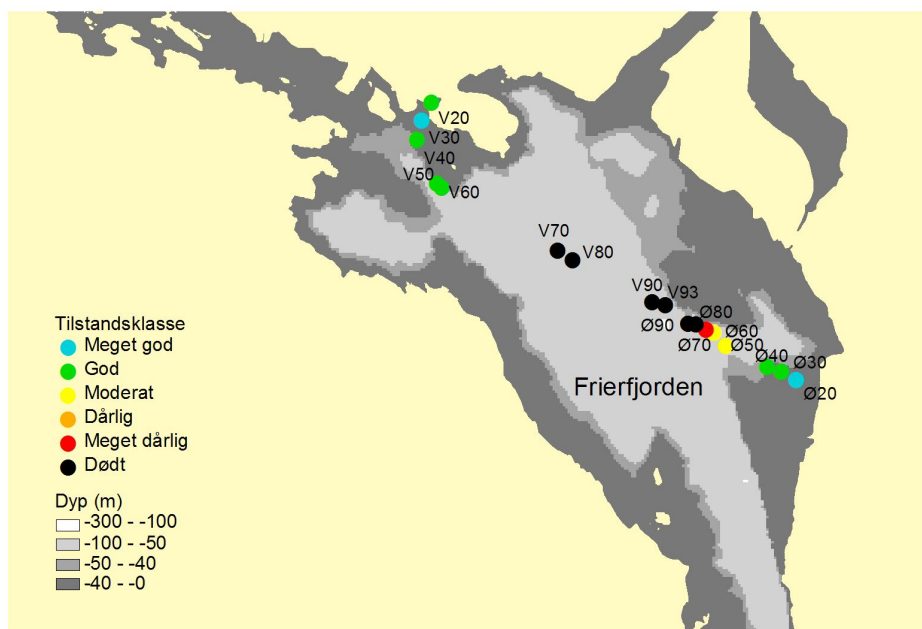 V20
V30
V40
V50
V60
V70
V80
V90
V93
Ø80
Ø90
Ø60
Ø70
Ø50
Ø40
Ø30
Ø20
Frierfjorden
Tilstandsklasse
Meget god
God
Moderat
Dårlig
Meget dårlig
Dødt
Dyp (m)
-300 - -100
-100 - -50
-50 - -40
-40 - -0